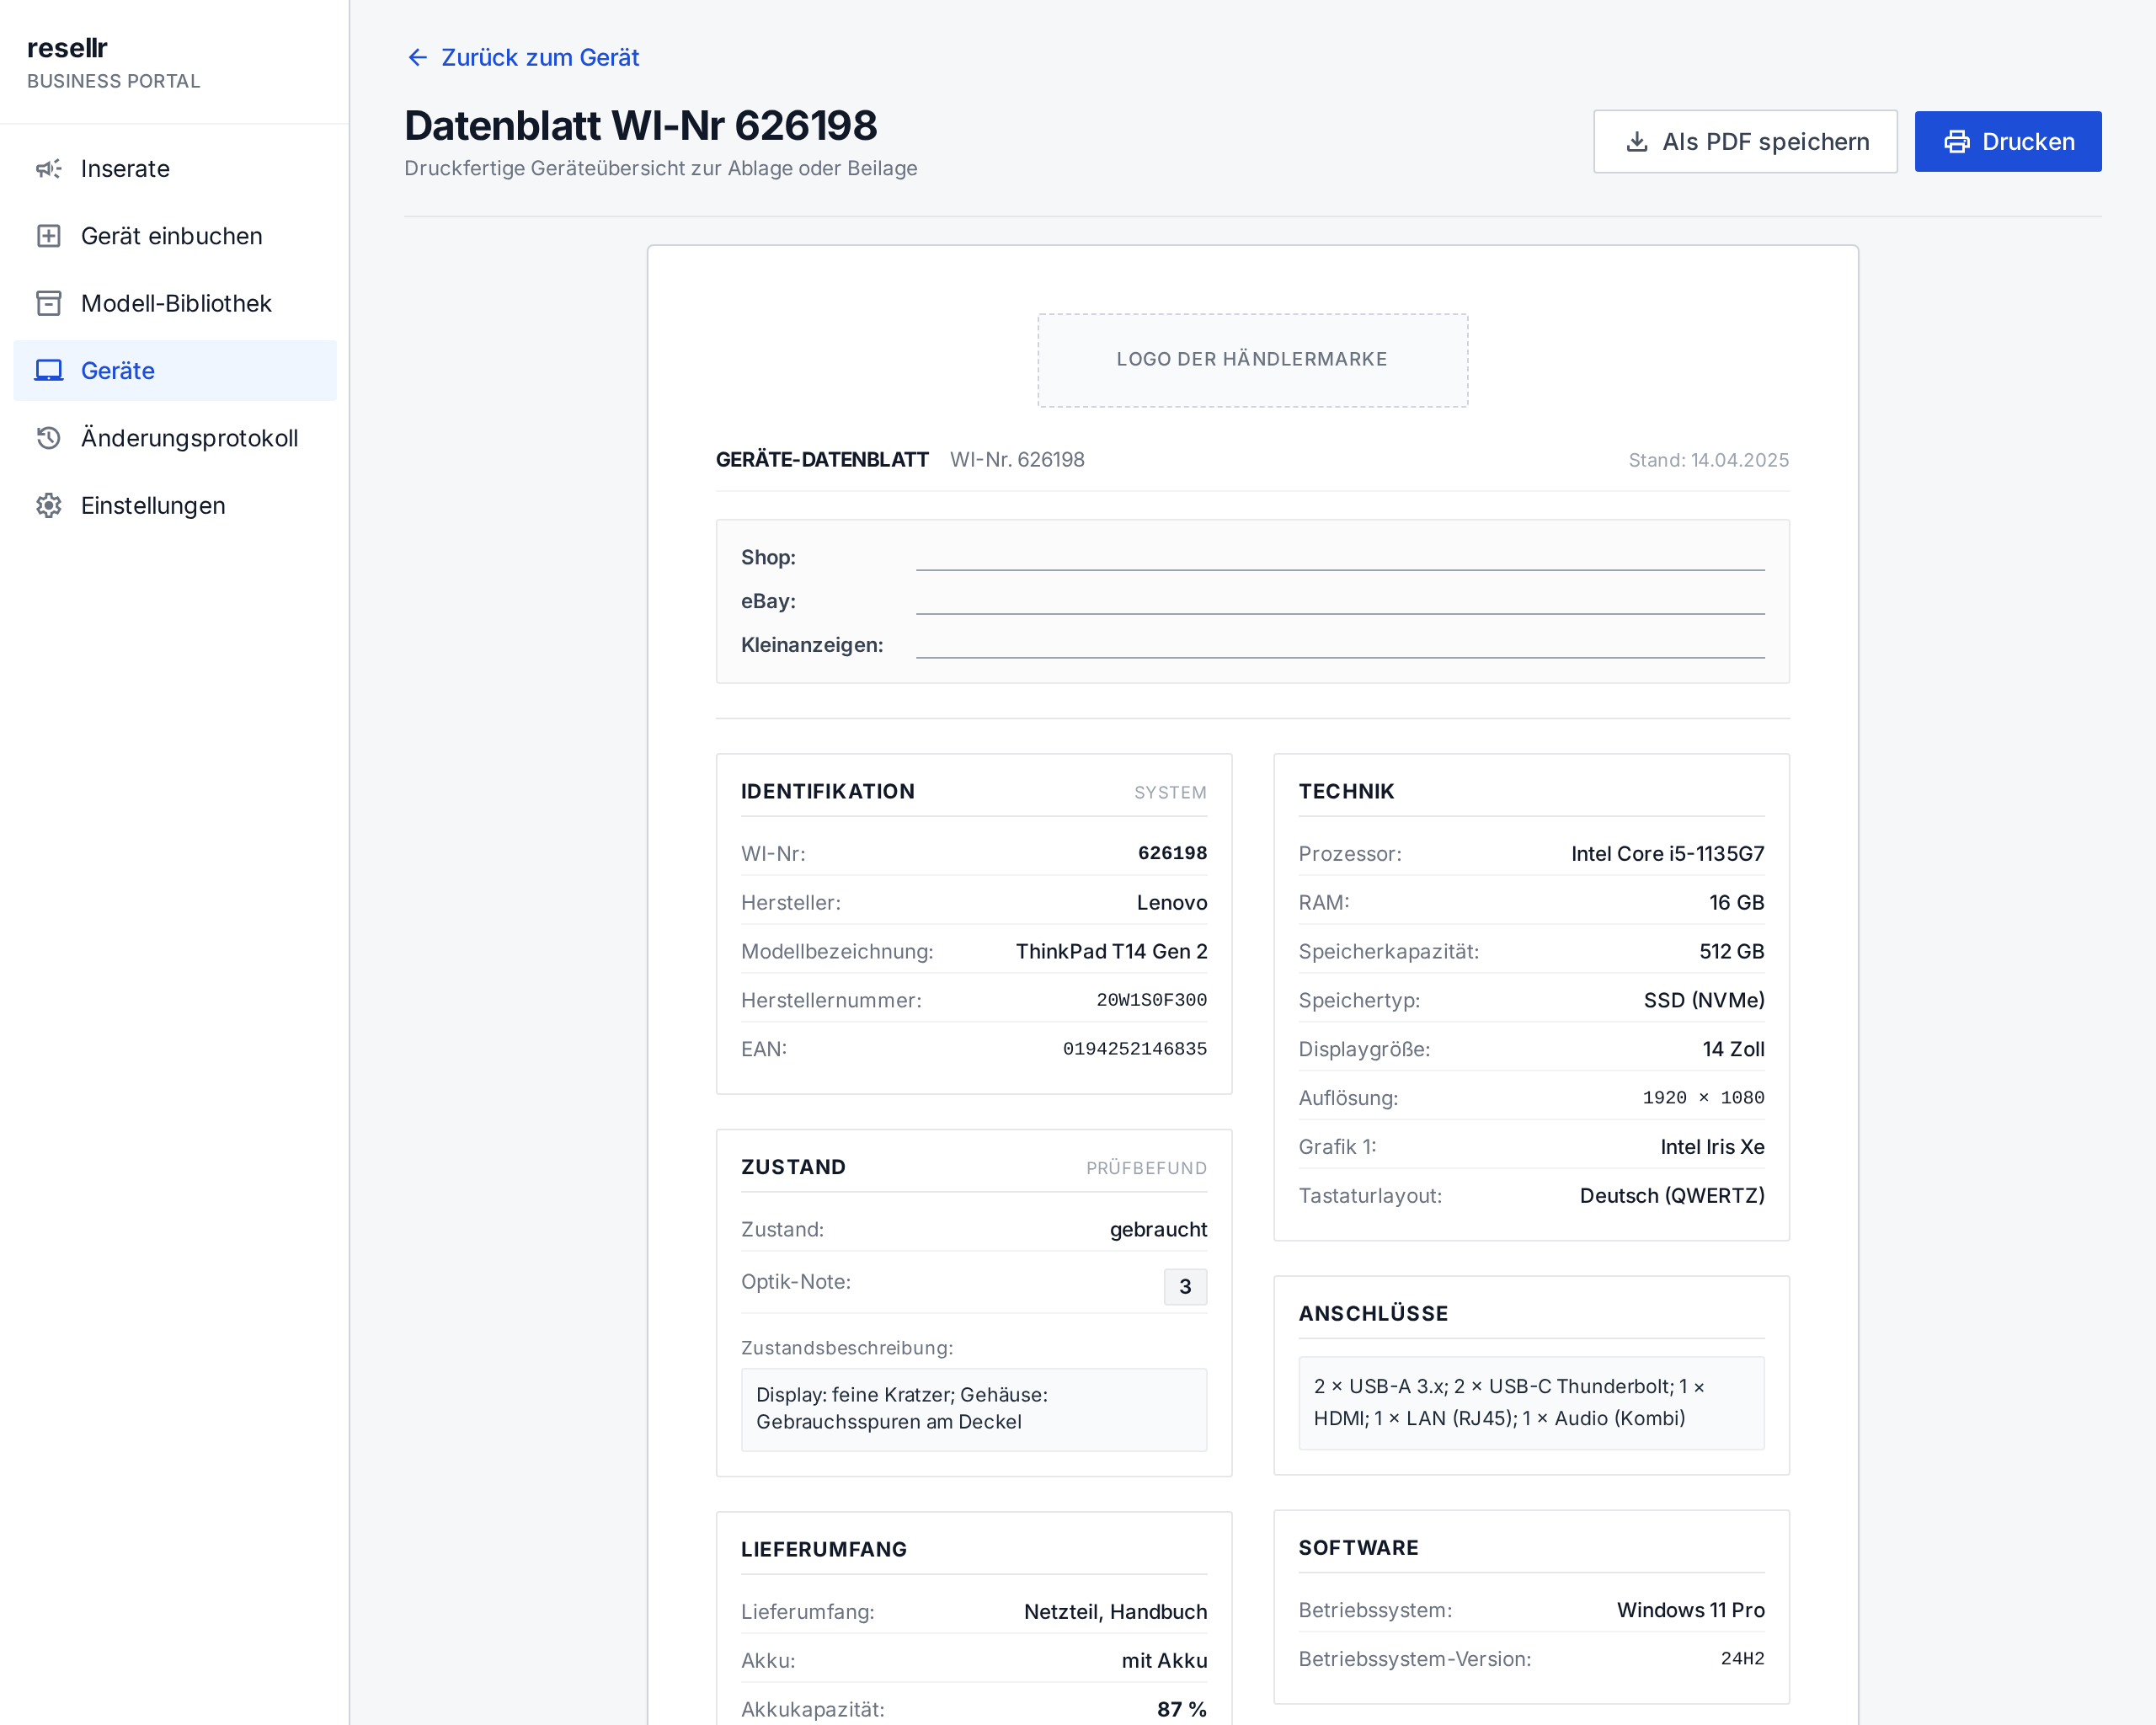 resellr
BUSINESS PORTAL
Inserate
Gerät einbuchen
Modell-Bibliothek
Geräte
Änderungsprotokoll
Einstellungen
Zurück zum Gerät
Datenblatt WI-Nr 626198
Druckfertige Geräteübersicht zur Ablage oder Beilage
Als PDF speichern
Drucken
LOGO DER HÄNDLERMARKE
GERÄTE-DATENBLATT WI-Nr. 626198
Stand: 14.04.2025
Shop:
eBay:
Kleinanzeigen:
IDENTIFIKATION SYSTEM
WI-Nr: 626198
Hersteller: Lenovo
Modellbezeichnung: ThinkPad T14 Gen 2
Herstellernummer: 20W1S0F300
EAN: 0194252146835
ZUSTAND PRÜFBEFUND
Zustand: gebraucht
Optik-Note: 3
Zustandsbeschreibung:
Display: feine Kratzer; Gehäuse:
Gebrauchsspuren am Deckel
LIEFERUMFANG
Lieferumfang: Netzteil, Handbuch
Akku: mit Akku
Akkukapazität: 87 %
TECHNIK
Prozessor: Intel Core i5-1135G7
RAM: 16 GB
Speicherkapazität: 512 GB
Speichertyp: SSD (NVMe)
Displaygröße: 14 Zoll
Auflösung: 1920 × 1080
Grafik 1: Intel Iris Xe
Tastaturlayout: Deutsch (QWERTZ)
ANSCHLÜSSE
2 × USB-A 3.x; 2 × USB-C Thunderbolt; 1 ×
HDMI; 1 × LAN (RJ45); 1 × Audio (Kombi)
SOFTWARE
Betriebssystem: Windows 11 Pro
Betriebssystem-Version: 24H2